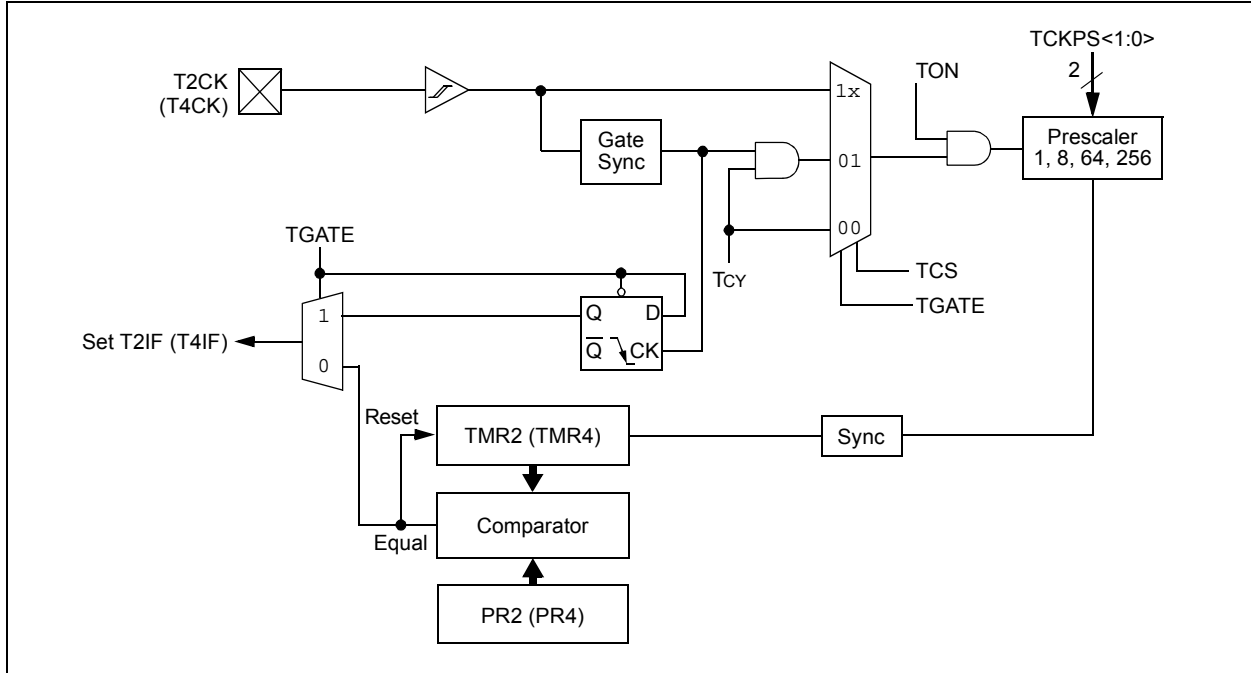 TCKPS<1:0>
2
TON
T2CK
(T4CK)
1x
Gate
Sync
01
Prescaler
1, 8, 64, 256
00
TGATE
TCY
TCS
TGATE
1
Q
D
Set T2IF (T4IF)
Q̅
CK
0
Reset
TMR2 (TMR4)
Sync
Comparator
Equal
PR2 (PR4)